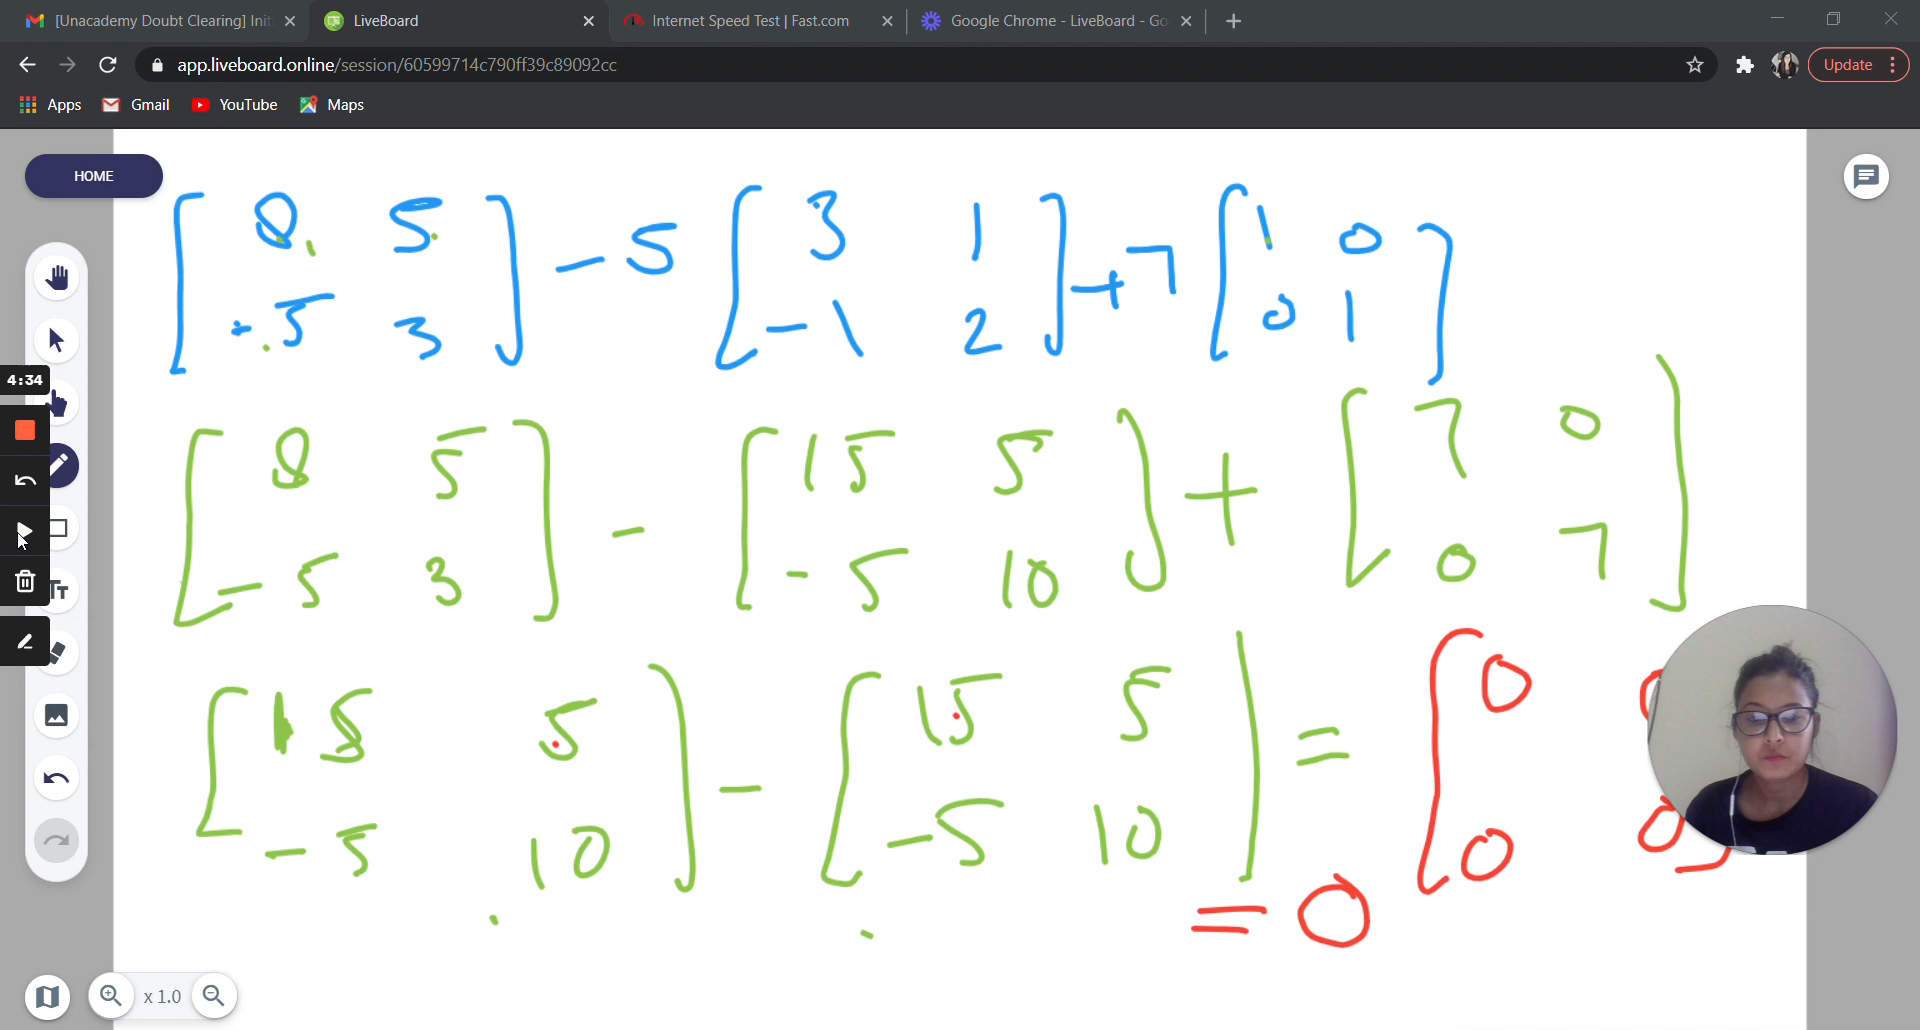 [Unacademy Doubt Clearing] Init LiveBoard Internet Speed Test | Fast.com Google Chrome - LiveBoard - Go
app.liveboard.online/session/60599714c790ff39c89092cc Update
Apps Gmail YouTube Maps
HOME
8 5 - 5 3 1 + 7 1 0
-5 3 -1 2 0 1
4:34
8 5 - 15 5 + 7 0
-5 3 -5 10 0 7
Tт
15 5 - 15 5 = 0
-5 10 -5 10 0 0
= 0
x 1.0